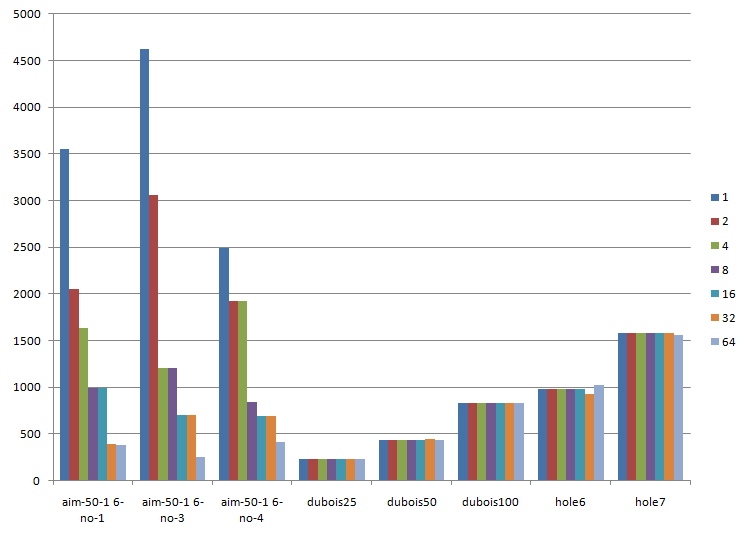 5000
4500
4000
3500
3000
2500
2000
1500
1000
500
0
aim-50-1 6-
no-1
aim-50-1 6-
no-3
aim-50-1 6-
no-4
dubois25
dubois50
dubois100
hole6
hole7
1
2
4
8
16
32
64